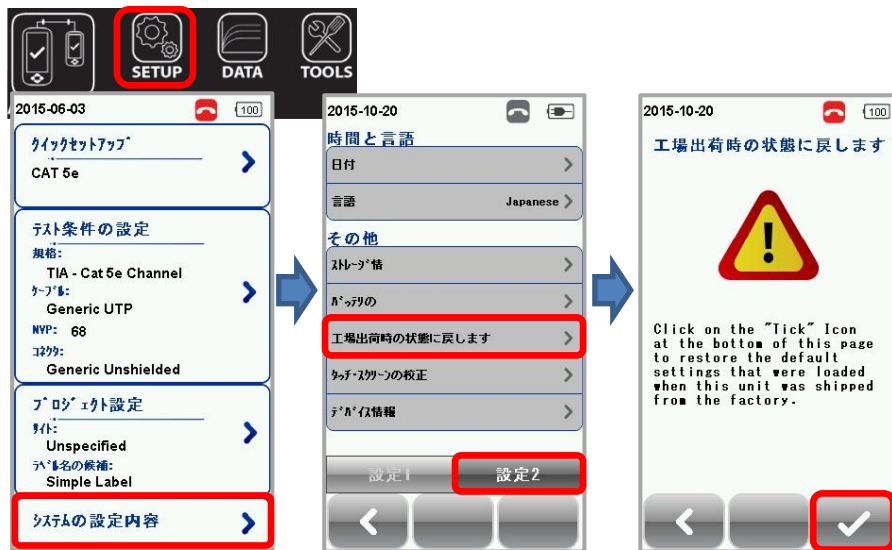 SETUP
DATA
TOOLS
2015-06-03
100
クイックセットアップ
CAT 5e
テスト条件の設定
規格:
TIA - Cat 5e Channel
ケーブル:
Generic UTP
NVP: 68
コネクタ:
Generic Unshielded
プロジェクト設定
サイト:
Unspecified
ラベル名の候補:
Simple Label
システムの設定内容
2015-10-20
時間と言語
日付
言語 Japanese
その他
ストレージ情
バッテリの
工場出荷時の状態に戻します
タッチ・スクリーンの校正
デバイス情報
設定1 設定2
2015-10-20
100
工場出荷時の状態に戻します
Click on the "Tick" Icon
at the bottom of this page
to restore the default
settings that were loaded
when this unit was shipped
from the factory.